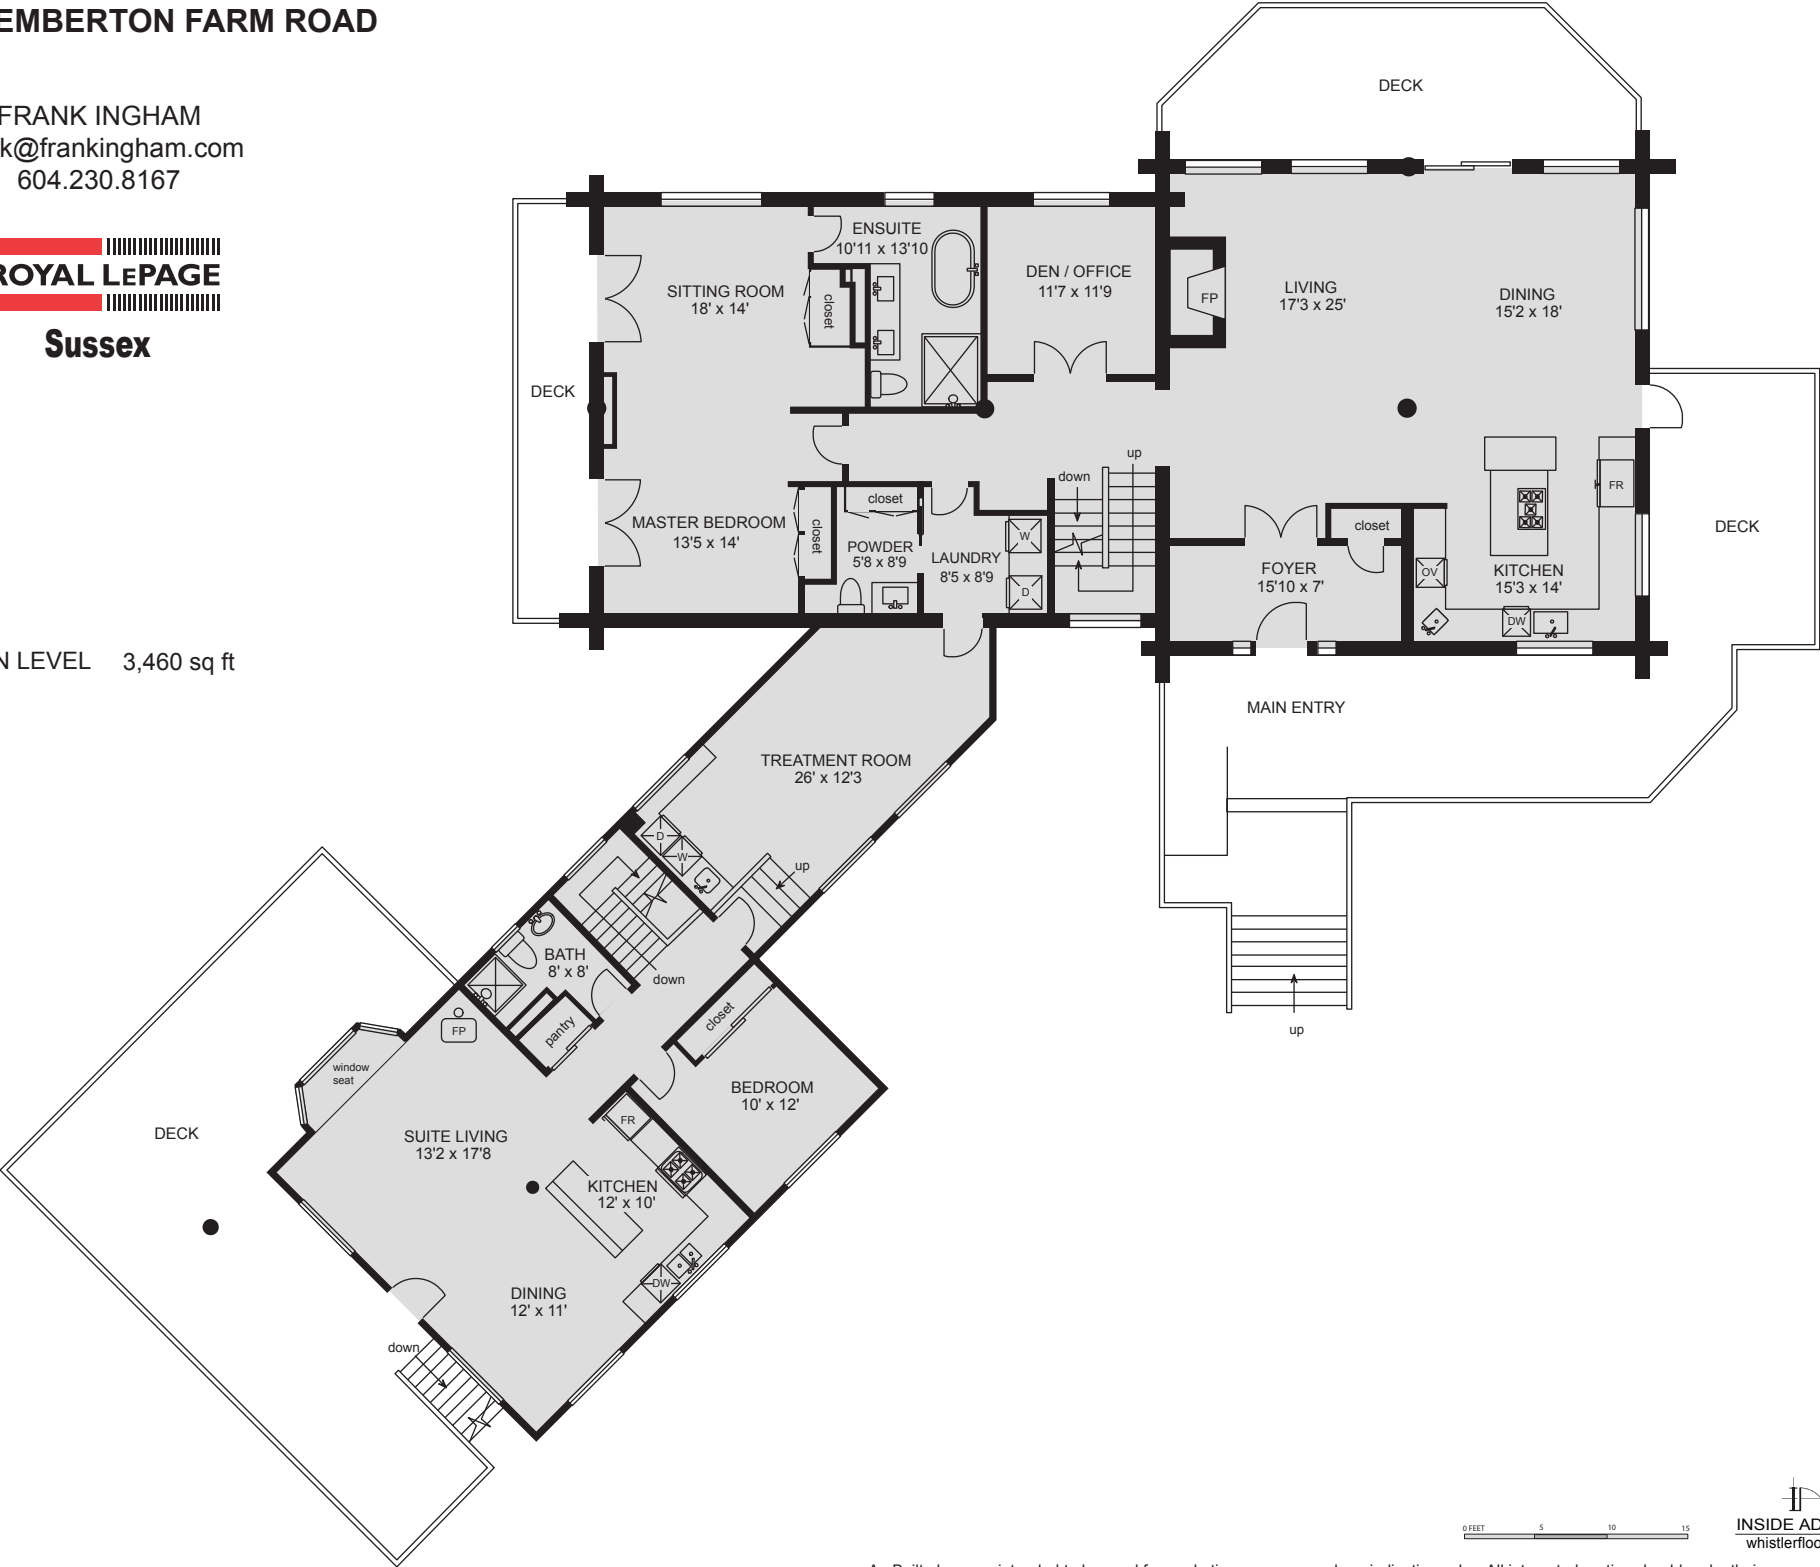 EMBERTON FARM ROAD
FRANK INGHAM
k@frankingham.com
604.230.8167
ROYAL LEPAGE
Sussex
N LEVEL 3,460 sq ft
DECK
ENSUITE
10'11 x 13'10
SITTING ROOM
18' x 14'
closet
DEN / OFFICE
11'7 x 11'9
FP
LIVING
17'3 x 25'
DINING
15'2 x 18'
DECK
up
down
FR
closet
MASTER BEDROOM
13'5 x 14'
closet
POWDER
5'8 x 8'9
LAUNDRY
8'5 x 8'9
W
D
closet
FOYER
15'10 x 7'
OV
KITCHEN
15'3 x 14'
DW
DECK
MAIN ENTRY
TREATMENT ROOM
26' x 12'3
D
W
up
BATH
8' x 8'
down
up
closet
pantry
FP
window
seat
BEDROOM
10' x 12'
FR
DECK
SUITE LIVING
13'2 x 17'8
KITCHEN
12' x 10'
DW
DINING
12' x 11'
down
0 FEET 5 10 15
INSIDE AD
whistlerfloo